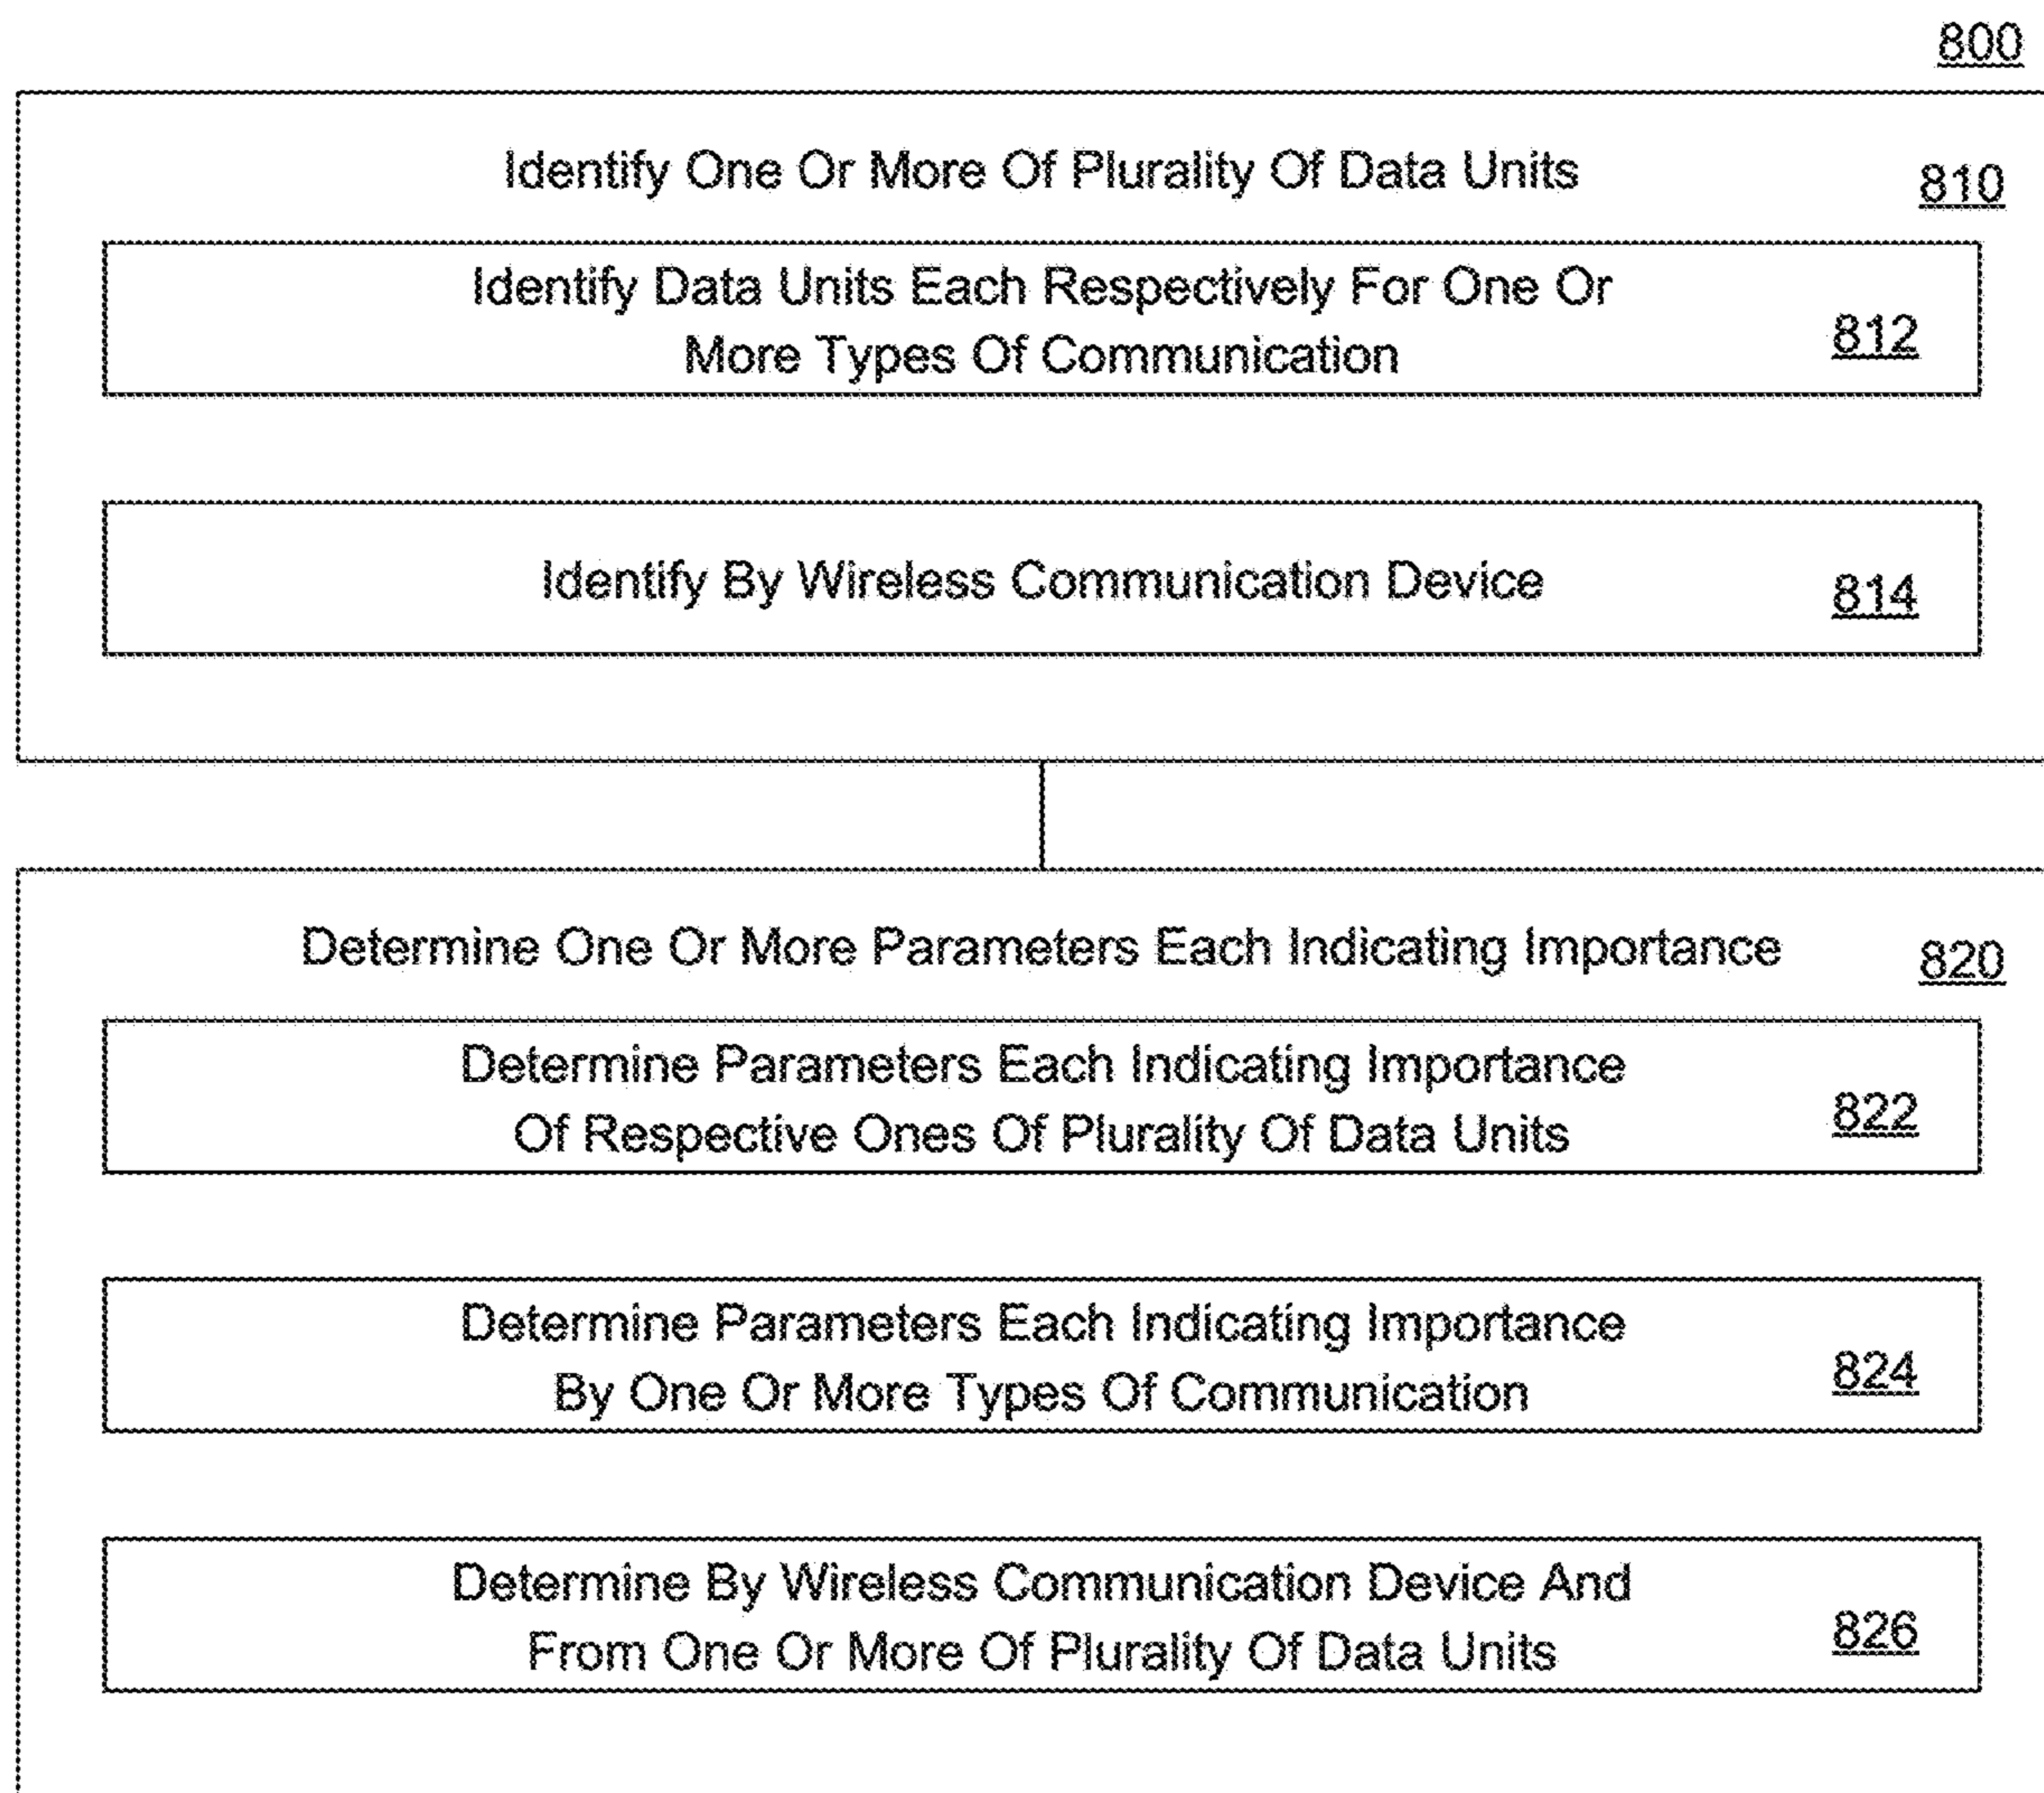 800
Identify One Or More Of Plurality Of Data Units
810
Identify Data Units Each Respectively For One Or
More Types Of Communication
812
Identify By Wireless Communication Device
814
Determine One Or More Parameters Each Indicating Importance
820
Determine Parameters Each Indicating Importance
Of Respective Ones Of Plurality Of Data Units
822
Determine Parameters Each Indicating Importance
By One Or More Types Of Communication
824
Determine By Wireless Communication Device And
From One Or More Of Plurality Of Data Units
826